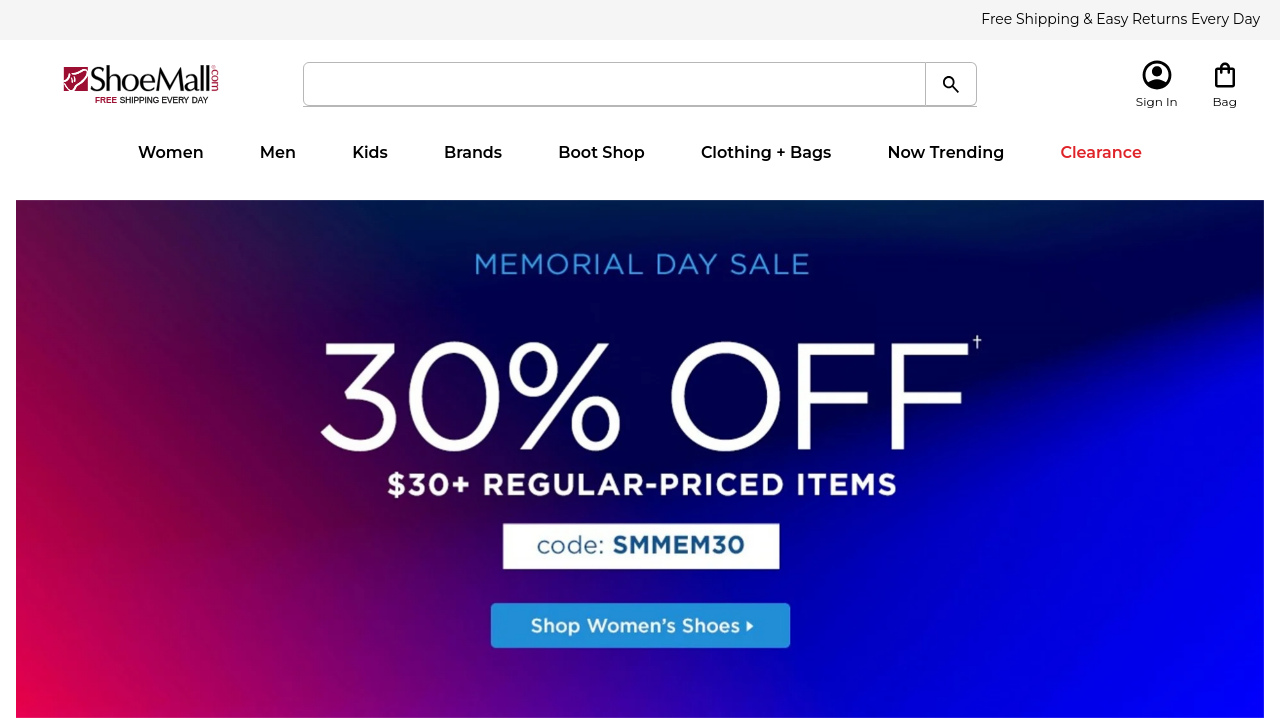 Free Shipping & Easy Returns Every Day
ShoeMall.com®
FREE SHIPPING EVERY DAY
Sign In
Bag
Women Men Kids Brands Boot Shop Clothing + Bags Now Trending Clearance
MEMORIAL DAY SALE
30% OFF†
$30+ REGULAR-PRICED ITEMS
code: SMMEM30
Shop Women's Shoes